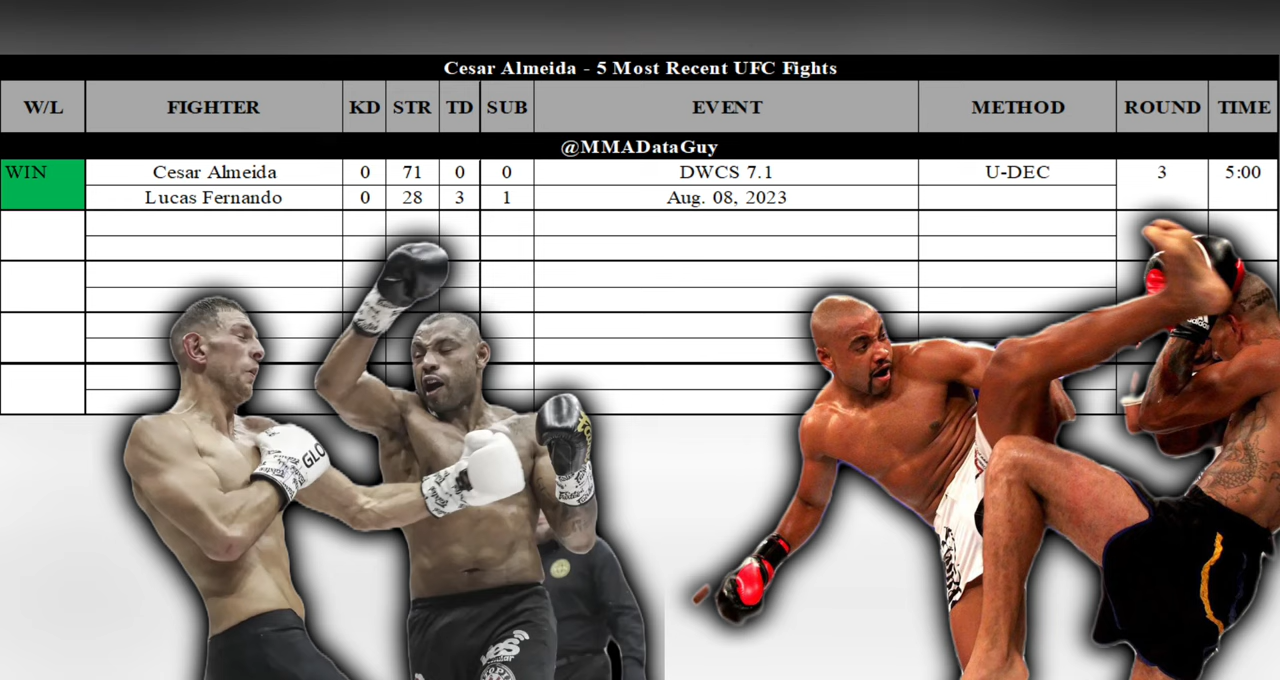 Cesar Almeida - 5 Most Recent UFC Fights
W/L FIGHTER KD STR TD SUB EVENT METHOD ROUND TIME
@MMADataGuy
WIN Cesar Almeida 0 71 0 0 DWCS 7.1 U-DEC 3 5:00
Lucas Fernando 0 28 3 1 Aug. 08, 2023
GLO
adidas